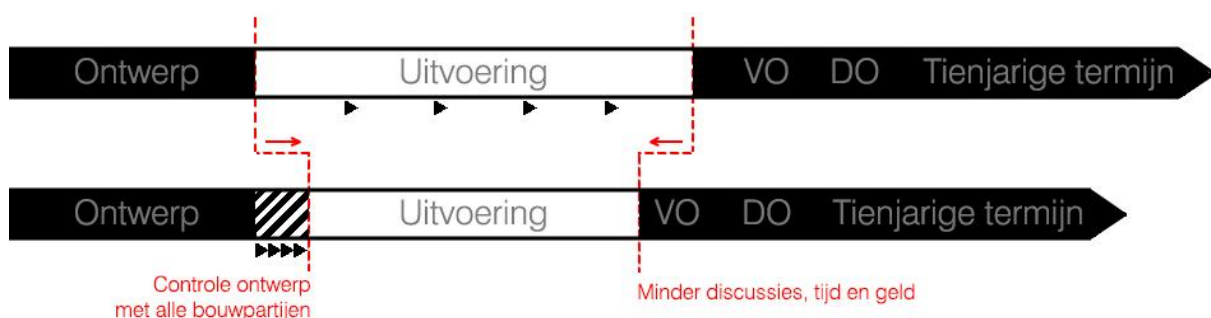 Ontwerp Uitvoering VO DO Tienjarige termijn
Ontwerp Uitvoering VO DO Tienjarige termijn
Controle ontwerp
met alle bouwpartijen
Minder discussies, tijd en geld